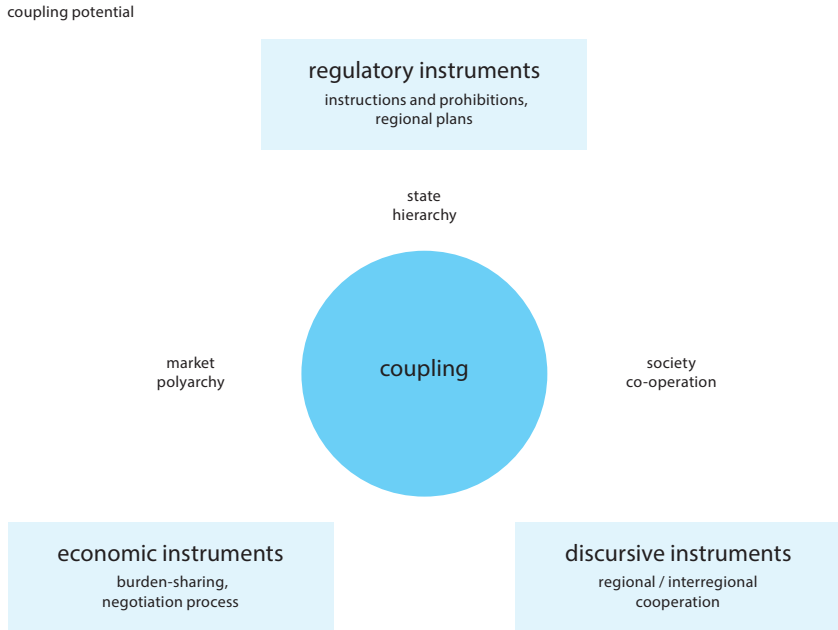 coupling potential
regulatory instruments
instructions and prohibitions,
regional plans
state
hierarchy
market
polyarchy
coupling
society
co-operation
economic instruments
burden-sharing,
negotiation process
discursive instruments
regional / interregional
cooperation